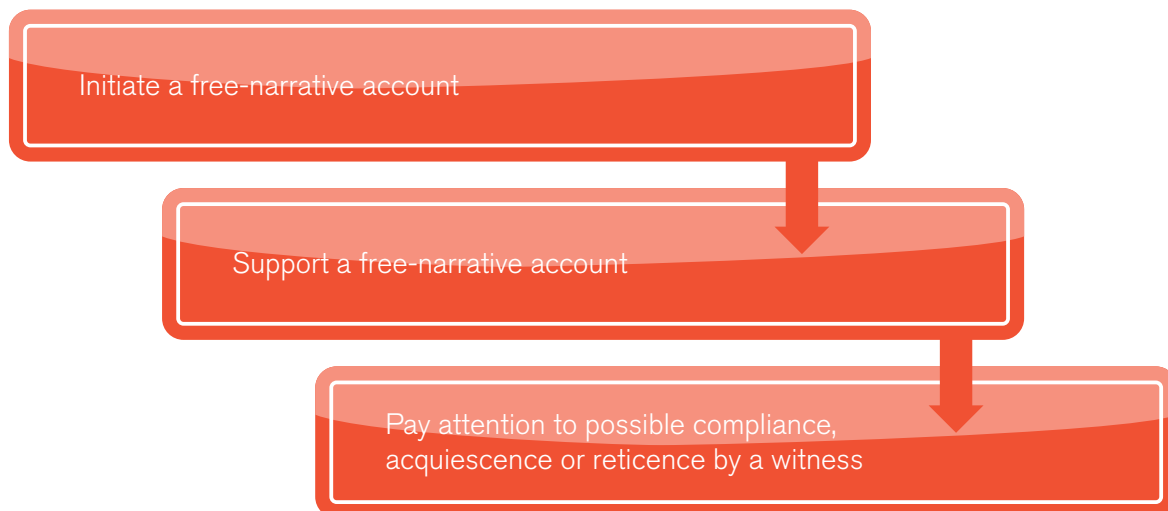 Initiate a free-narrative account
Support a free-narrative account
Pay attention to possible compliance,
acquiescence or reticence by a witness